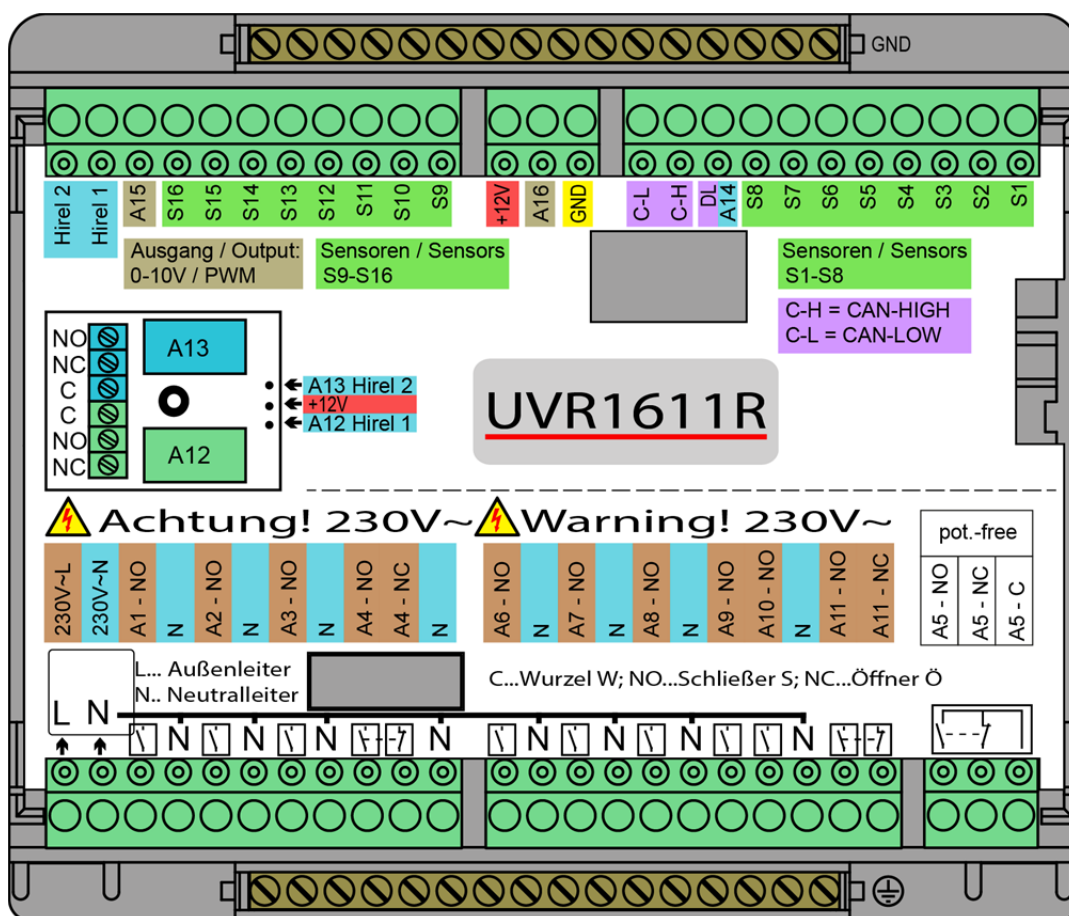 GND
Hirel 2
Hirel 1
A15
S16
S15
S14
S13
S12
S11
S10
S9
+12V
A16
GND
C-L
C-H
DL
A14
S8
S7
S6
S5
S4
S3
S2
S1
Ausgang / Output:
0-10V / PWM
Sensoren / Sensors
S9-S16
Sensoren / Sensors
S1-S8
C-H = CAN-HIGH
C-L = CAN-LOW
NO
NC
C
C
NO
NC
A13
A12
A13 Hirel 2
+12V
A12 Hirel 1
UVR1611R
Achtung! 230V~
Warning! 230V~
230V~L
230V~N
A1 - NO
N
A2 - NO
N
A3 - NO
N
A4 - NO
A4 - NC
N
A6 - NO
N
A7 - NO
N
A8 - NO
N
A9 - NO
A10 - NO
N
A11 - NO
A11 - NC
pot.-free
A5 - NO
A5 - NC
A5 - C
L... Außenleiter
N.. Neutralleiter
C...Wurzel W; NO...Schließer S; NC...Öffner Ö
L N N N N N N N N N